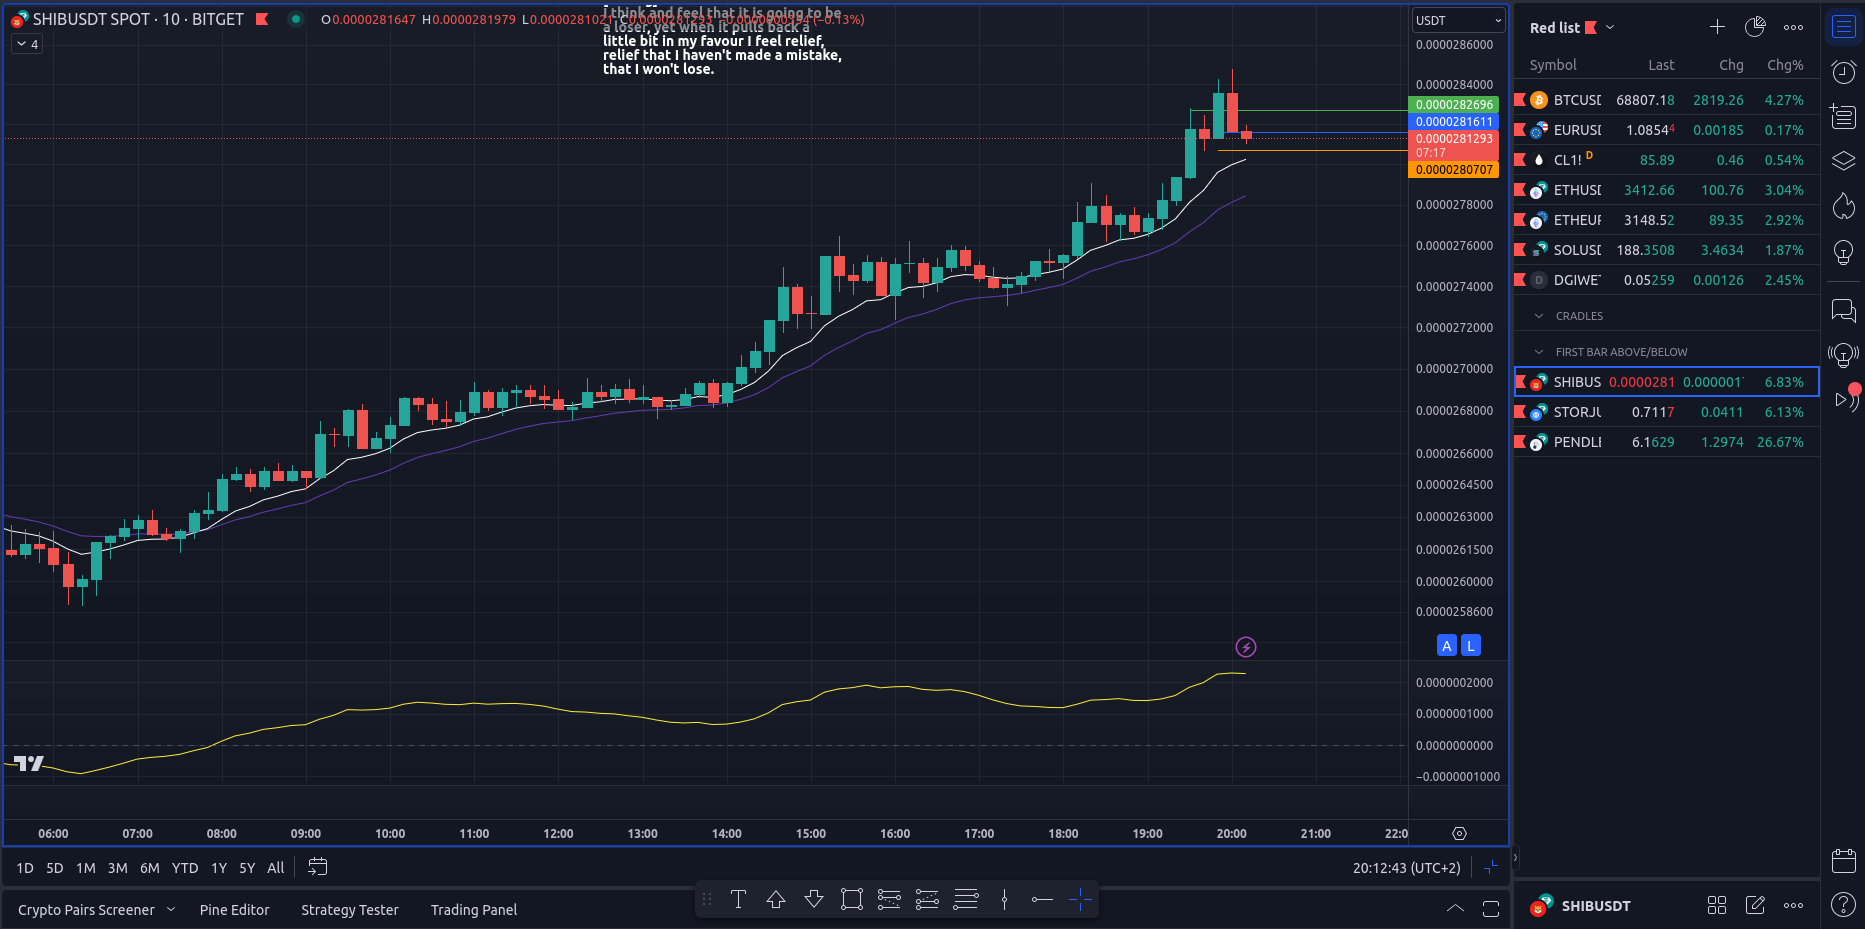 SHIBUSDT SPOT · 10 · BITGET
O0.0000281647 H0.0000281979 L0.0000281021 C0.0000281293 −0.0000000354 (−0.13%)
4
I think and feel that it is going to be
a loser, yet when it pulls back a
little bit in my favour I feel relief,
relief that I haven't made a mistake,
that I won't lose.
USDT
0.0000286000
0.0000284000
0.0000282696
0.0000281611
0.0000281293
07:17
0.0000280707
0.0000278000
0.0000276000
0.0000274000
0.0000272000
0.0000270000
0.0000268000
0.0000266000
0.0000264500
0.0000263000
0.0000261500
0.0000260000
0.0000258600
A L
0.0000002000
0.0000001000
0.0000000000
−0.0000001000
06:00 07:00 08:00 09:00 10:00 11:00 12:00 13:00 14:00 15:00 16:00 17:00 18:00 19:00 20:00 21:00 22:0
1D 5D 1M 3M 6M YTD 1Y 5Y All
20:12:43 (UTC+2)
Crypto Pairs Screener Pine Editor Strategy Tester Trading Panel
T
Red list
Symbol Last Chg Chg%
BTCUSD 68807.18 2819.26 4.27%
EURUSD 1.08544 0.00185 0.17%
CL1! D 85.89 0.46 0.54%
ETHUSD 3412.66 100.76 3.04%
ETHEUR 3148.52 89.35 2.92%
SOLUSD 188.3508 3.4634 1.87%
D DGIWET 0.05259 0.00126 2.45%
CRADLES
FIRST BAR ABOVE/BELOW
SHIBUS 0.0000281 0.000001 6.83%
STORJU 0.7117 0.0411 6.13%
PENDLE 6.1629 1.2974 26.67%
SHIBUSDT